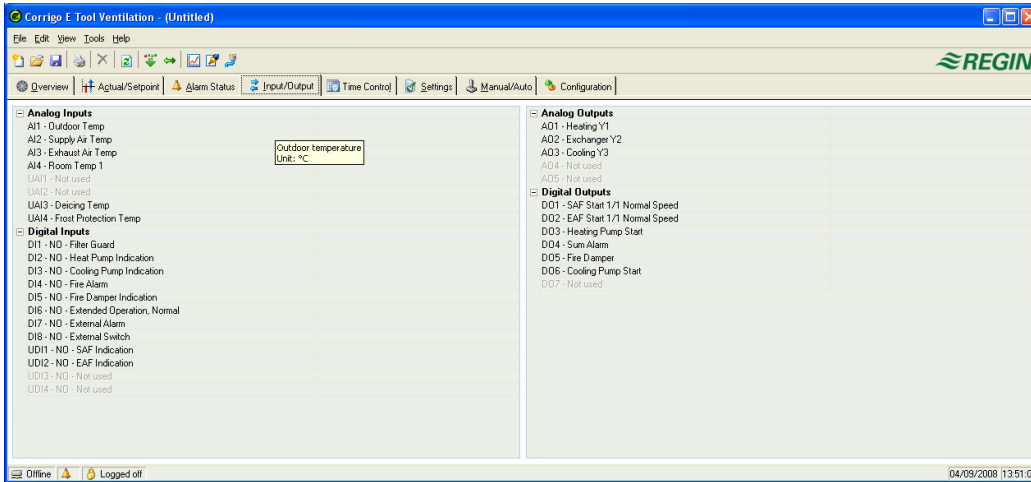 Corrigo E Tool Ventilation - (Untitled)
File Edit View Tools Help
REGIN
Overview Actual/Setpoint Alarm Status Input/Output Time Control Settings Manual/Auto Configuration
Analog Inputs
AI1 - Outdoor Temp
AI2 - Supply Air Temp
AI3 - Exhaust Air Temp
AI4 - Room Temp 1
UAI1 - Not used
UAI2 - Not used
UAI3 - Deicing Temp
UAI4 - Frost Protection Temp
Digital Inputs
DI1 - NO - Filter Guard
DI2 - NO - Heat Pump Indication
DI3 - NO - Cooling Pump Indication
DI4 - NO - Fire Alarm
DI5 - NO - Fire Damper Indication
DI6 - NO - Extended Operation, Normal
DI7 - NO - External Alarm
DI8 - NO - External Switch
UDI1 - NO - SAF Indication
UDI2 - NO - EAF Indication
UDI3 - NO - Not used
UDI4 - NO - Not used
Outdoor temperature
Unit: °C
Analog Outputs
AO1 - Heating Y1
AO2 - Exchanger Y2
AO3 - Cooling Y3
AO4 - Not used
AO5 - Not used
Digital Outputs
DO1 - SAF Start 1/1 Normal Speed
DO2 - EAF Start 1/1 Normal Speed
DO3 - Heating Pump Start
DO4 - Sum Alarm
DO5 - Fire Damper
DO6 - Cooling Pump Start
DO7 - Not used
Offline Logged off 04/09/2008 13:51:0